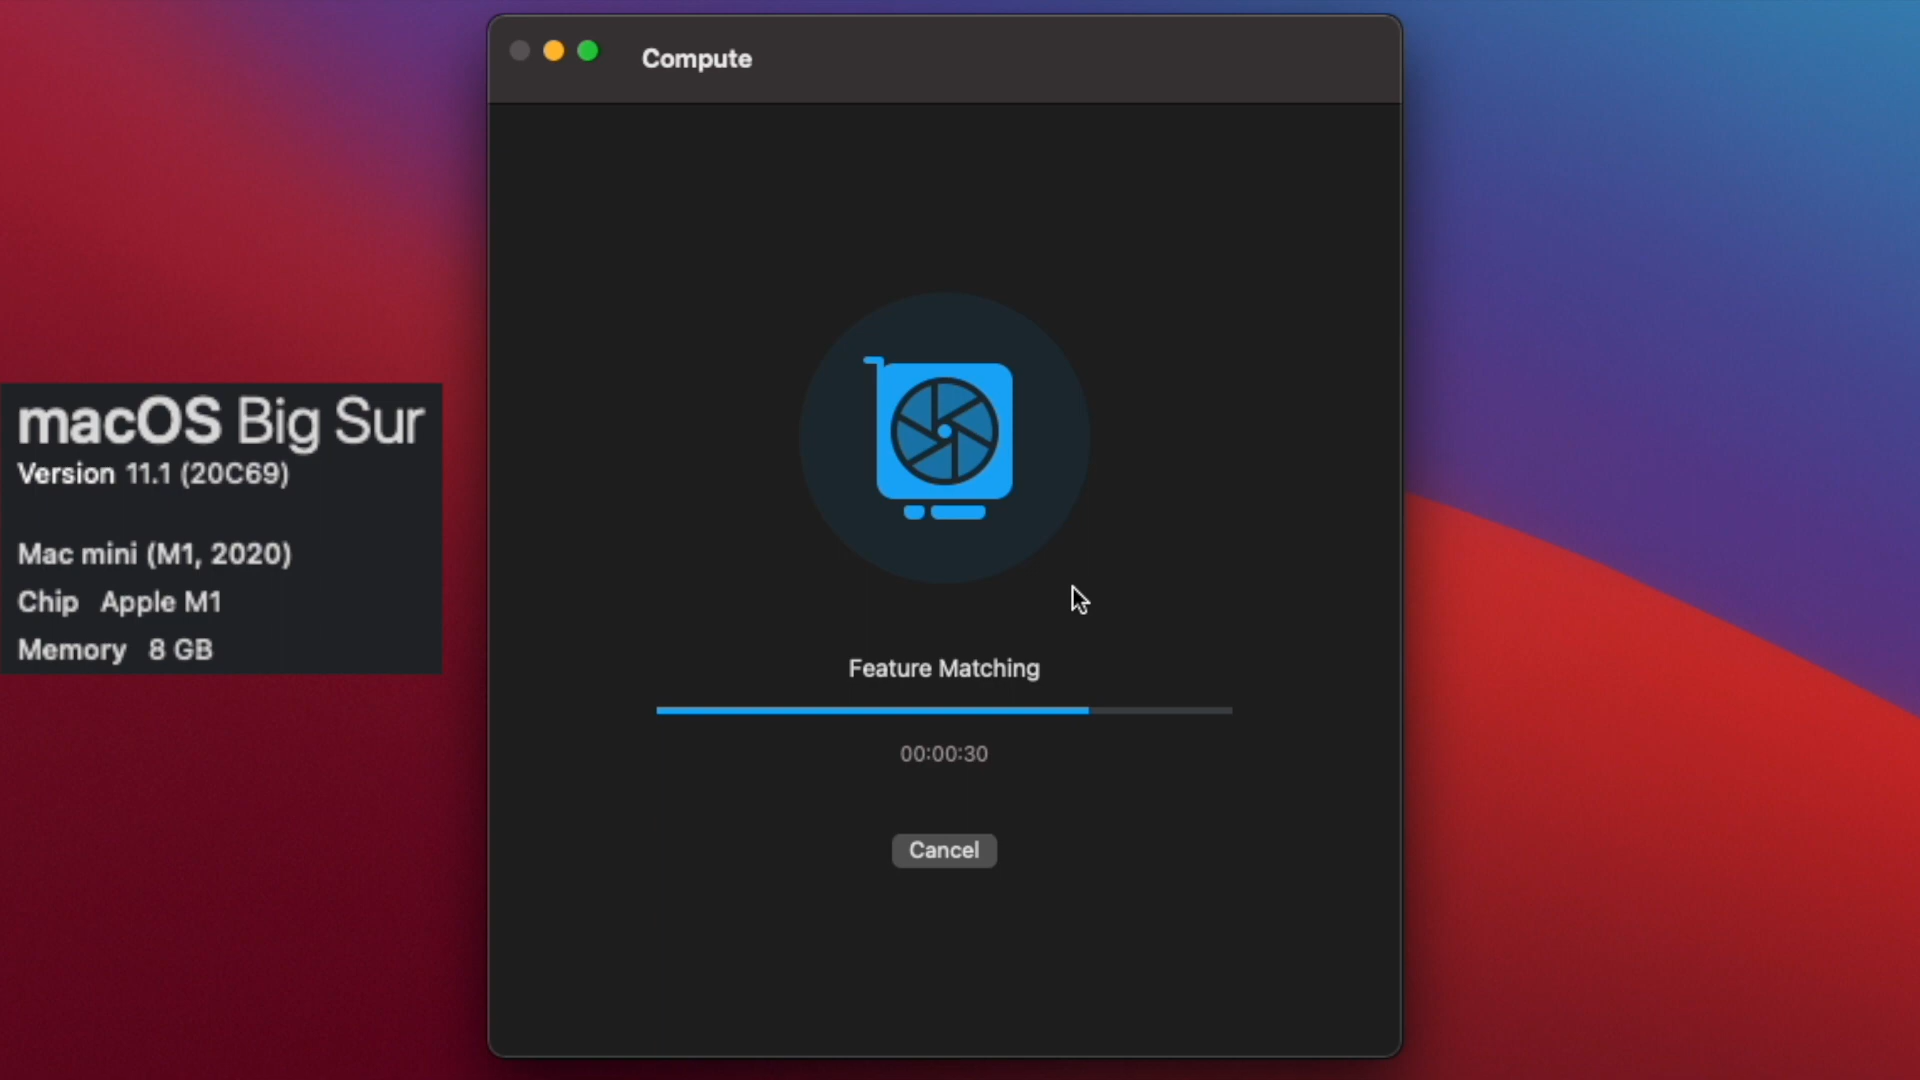 Compute
macOS Big Sur
Version 11.1 (20C69)
Mac mini (M1, 2020)
Chip Apple M1
Memory 8 GB
Feature Matching
00:00:30
Cancel